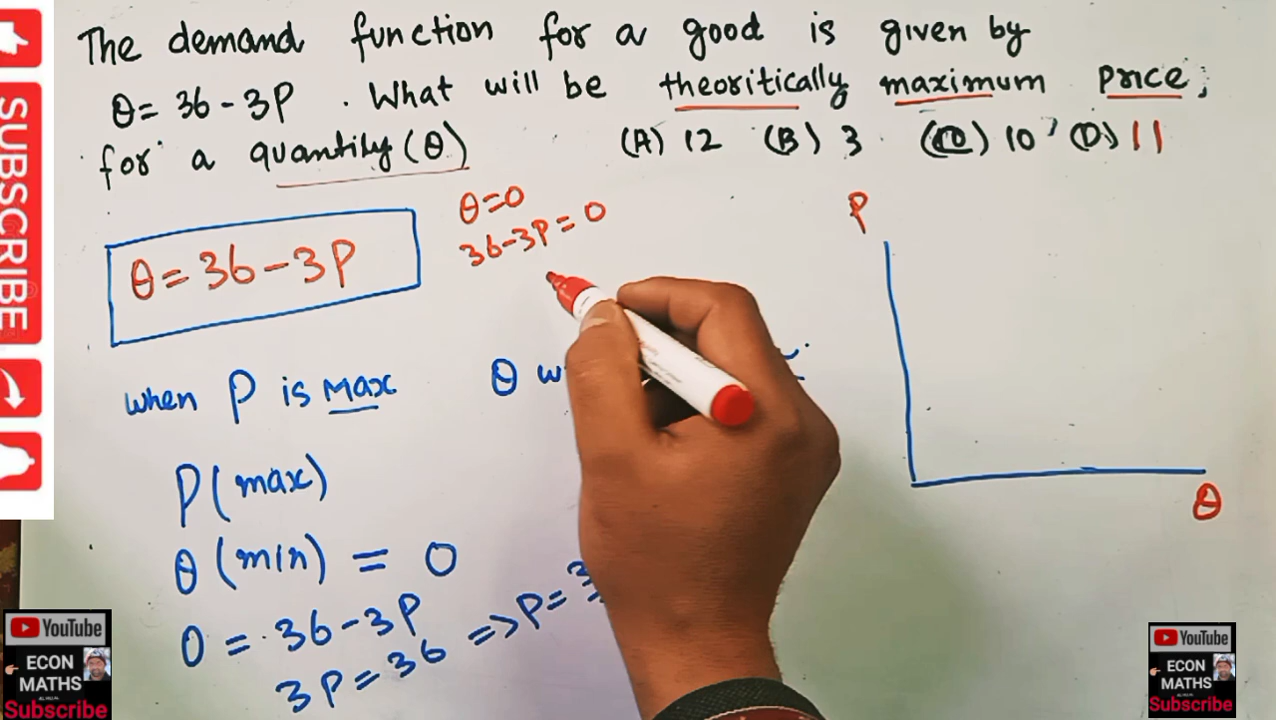 The demand function for a good is given by
θ = 36 - 3P . What will be theoritically maximum price;
for a quantity (θ) (A) 12 (B) 3 (C) 10 (D) 11
θ = 36 - 3P
θ = 0
36 - 3P = 0
when P is Max θ
P (max)
θ (min) = 0
0 = 36 - 3P
3P = 36 => P =
P
θ
SUBSCRIBE
YouTube
ECON
MATHS
Subscribe
YouTube
ECON
MATHS
Subscribe